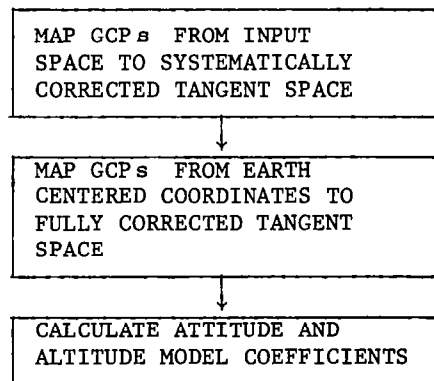 MAP GCPs FROM INPUT
SPACE TO SYSTEMATICALLY
CORRECTED TANGENT SPACE
MAP GCPs FROM EARTH
CENTERED COORDINATES TO
FULLY CORRECTED TANGENT
SPACE
CALCULATE ATTITUDE AND
ALTITUDE MODEL COEFFICIENTS